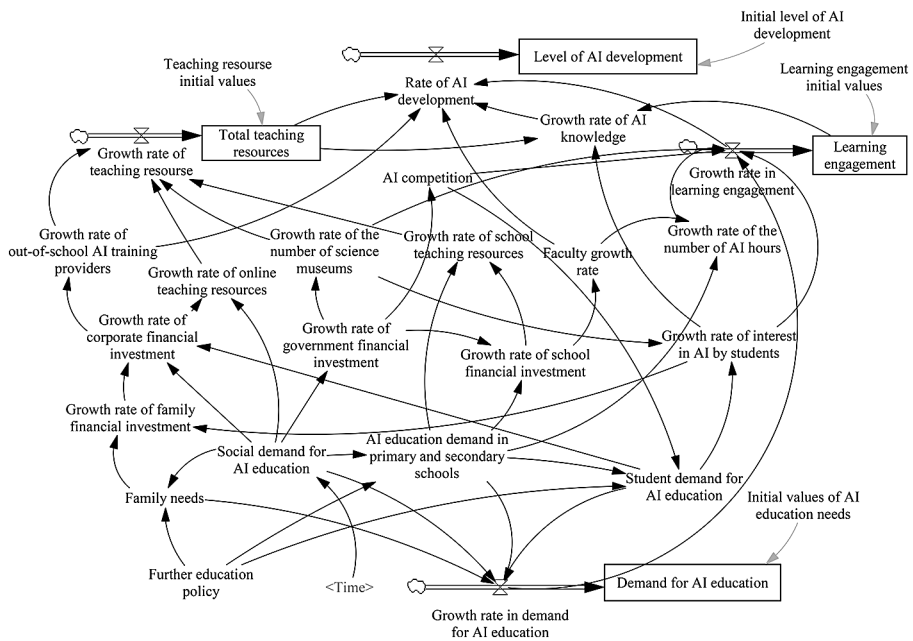 Initial level of AI
development
Level of AI development
Teaching resourse
initial values
Learning engagement
initial values
Rate of AI
development
Growth rate of AI
knowledge
Total teaching
resources
Learning
engagement
Growth rate of
teaching resourse
AI competition
Growth rate in
learning engagement
Growth rate of
out-of-school AI training
providers
Growth rate of the
number of science
museums
Growth rate of school
teaching resources
Faculty growth
rate
Growth rate of the
number of AI hours
Growth rate of online
teaching resources
Growth rate of
corporate financial
investment
Growth rate of
government financial
investment
Growth rate of school
financial investment
Growth rate of interest
in AI by students
Growth rate of family
financial investment
Social demand for
AI education
AI education demand in
primary and secondary
schools
Student demand for
AI education
Family needs
Initial values of AI
education needs
Further education
policy
<Time>
Demand for AI education
Growth rate in demand
for AI education